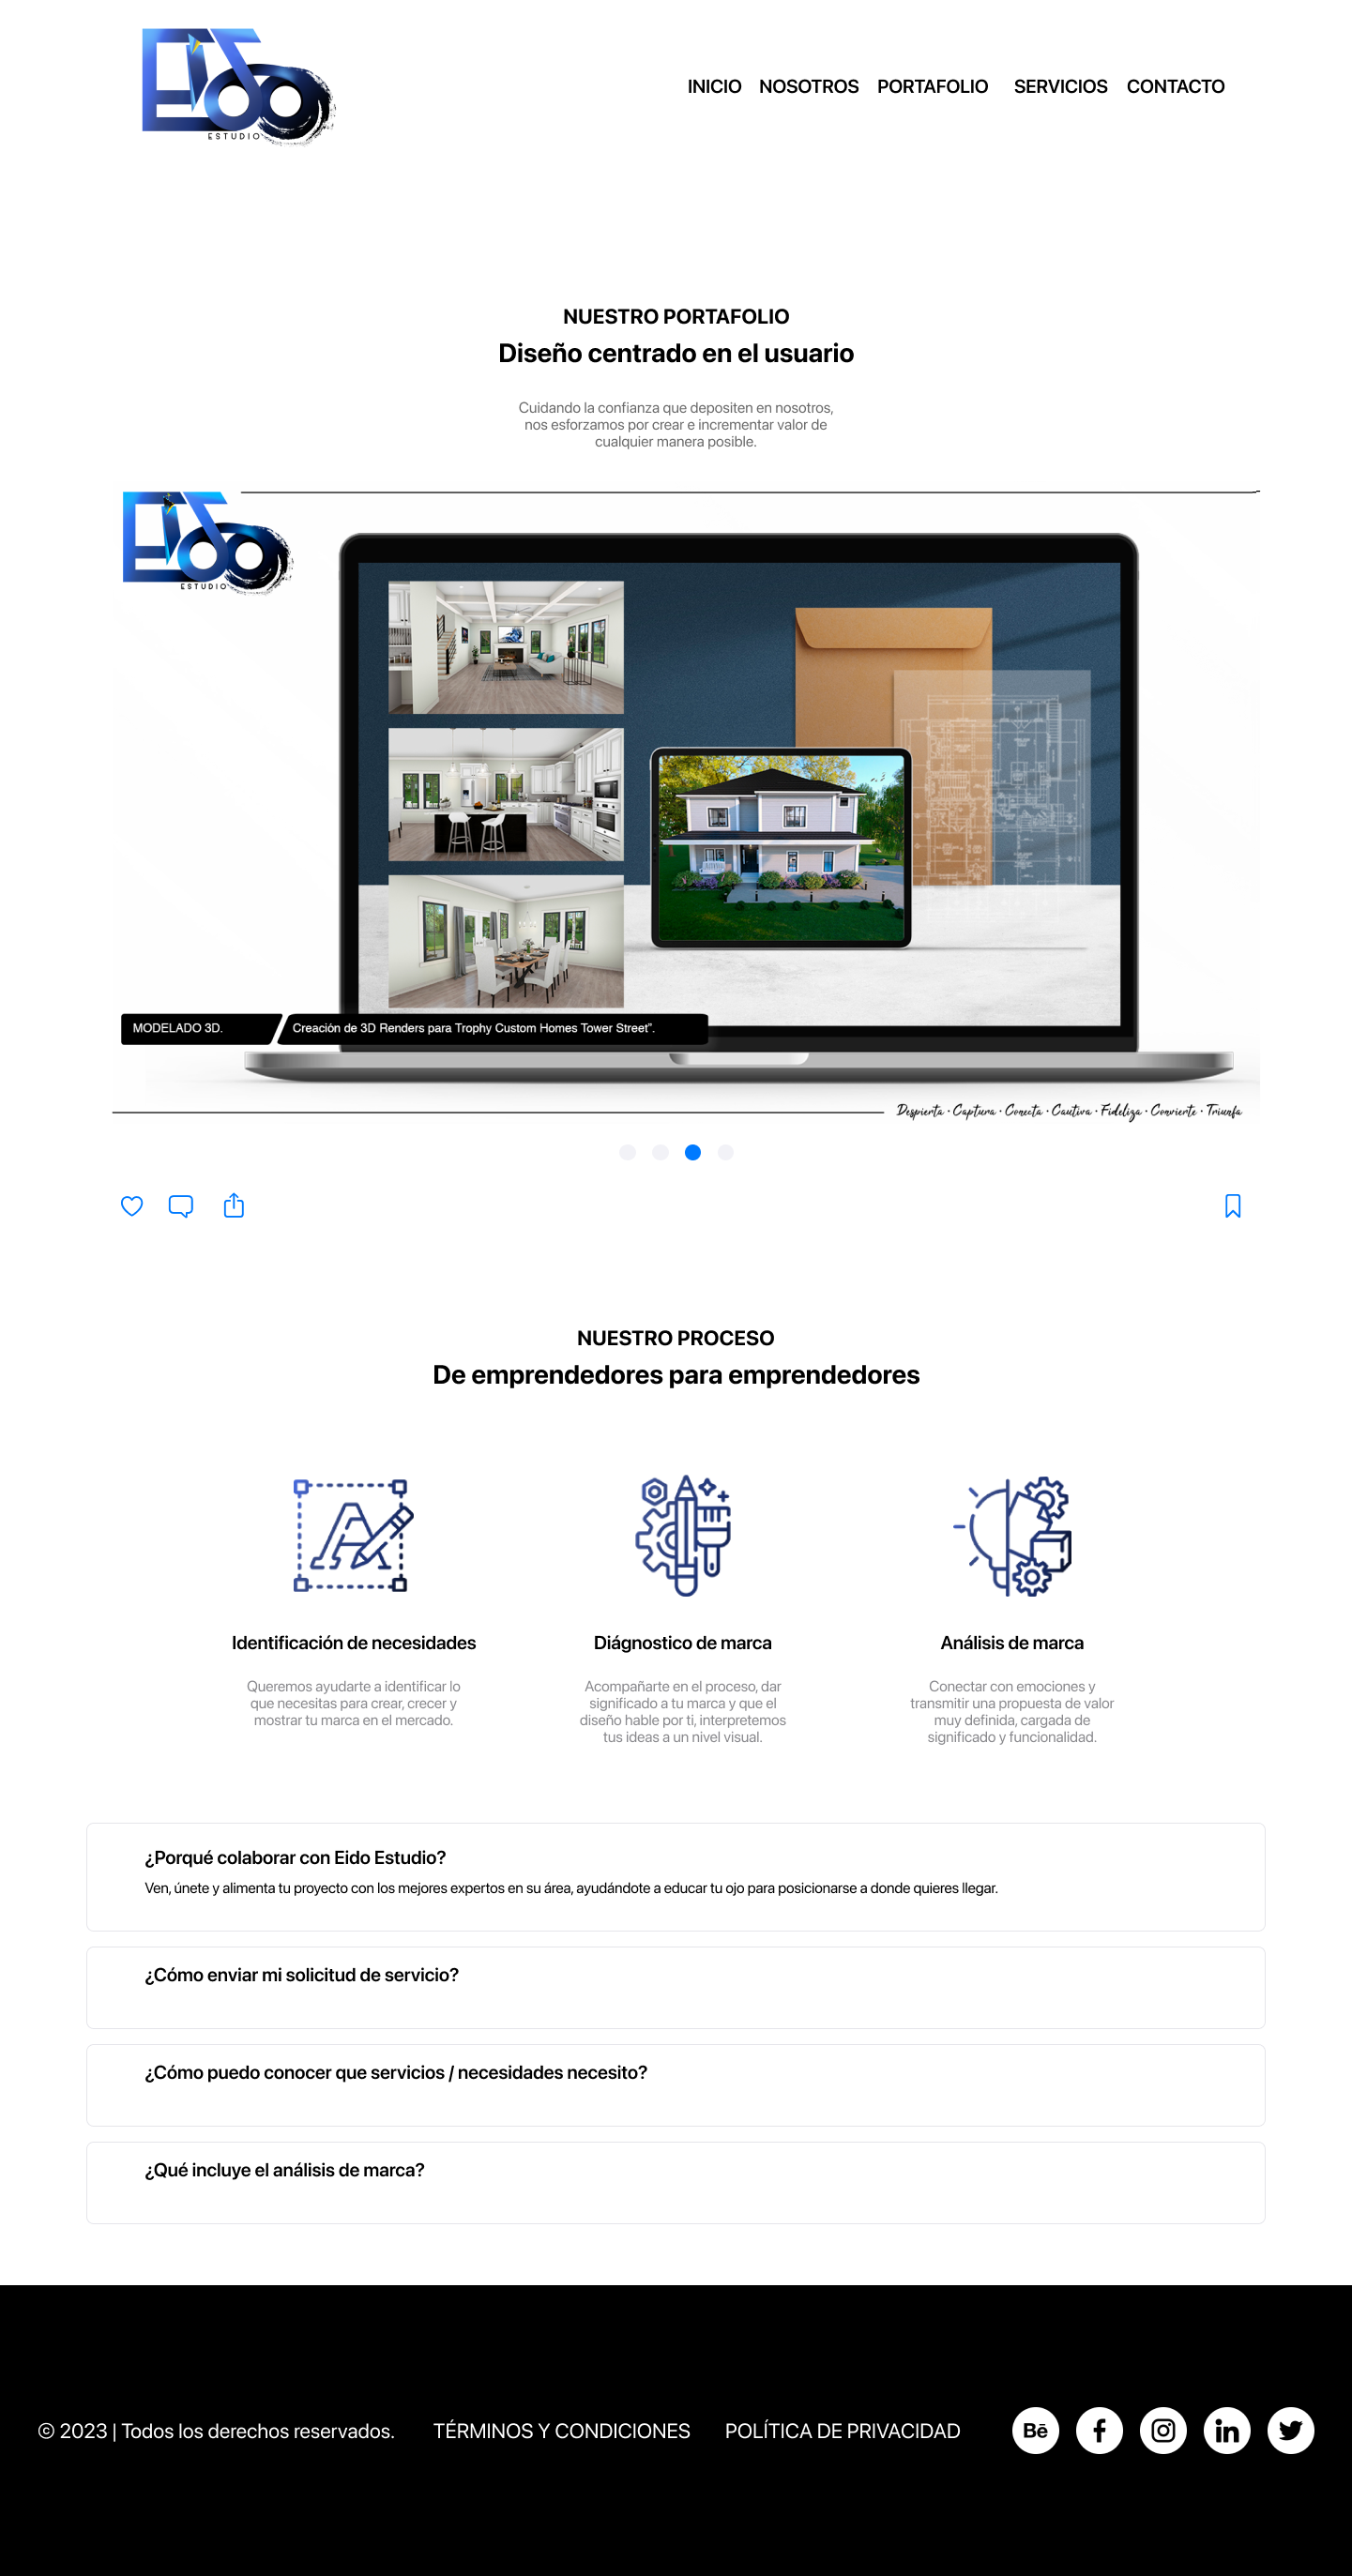 Eido
ESTUDIO
INICIO NOSOTROS PORTAFOLIO SERVICIOS CONTACTO
NUESTRO PORTAFOLIO
Diseño centrado en el usuario
Cuidando la confianza que depositen en nosotros,
nos esforzamos por crear e incrementar valor de
cualquier manera posible.
Eido
ESTUDIO
MODELADO 3D. Creación de 3D Renders para Trophy Custom Homes Tower Street".
Despierta · Captura · Conecta · Cautiva · Fideliza · Convierte · Triunfa
NUESTRO PROCESO
De emprendedores para emprendedores
Identificación de necesidades
Queremos ayudarte a identificar lo
que necesitas para crear, crecer y
mostrar tu marca en el mercado.
Diágnostico de marca
Acompañarte en el proceso, dar
significado a tu marca y que el
diseño hable por ti, interpretemos
tus ideas a un nivel visual.
Análisis de marca
Conectar con emociones y
transmitir una propuesta de valor
muy definida, cargada de
significado y funcionalidad.
¿Porqué colaborar con Eido Estudio?
Ven, únete y alimenta tu proyecto con los mejores expertos en su área, ayudándote a educar tu ojo para posicionarse a donde quieres llegar.
¿Cómo enviar mi solicitud de servicio?
¿Cómo puedo conocer que servicios / necesidades necesito?
¿Qué incluye el análisis de marca?
© 2023 | Todos los derechos reservados. TÉRMINOS Y CONDICIONES POLÍTICA DE PRIVACIDAD Bē f in